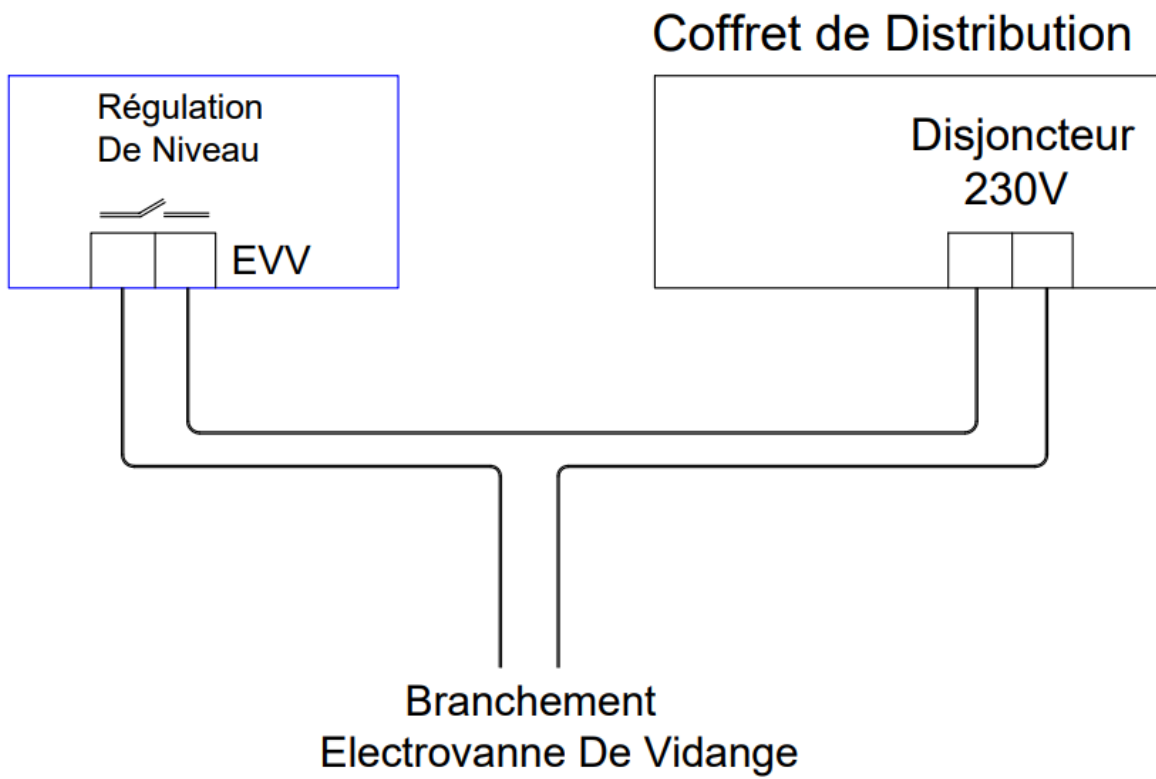 Coffret de Distribution
Régulation
De Niveau
EVV
Disjoncteur
230V
Branchement
Electrovanne De Vidange